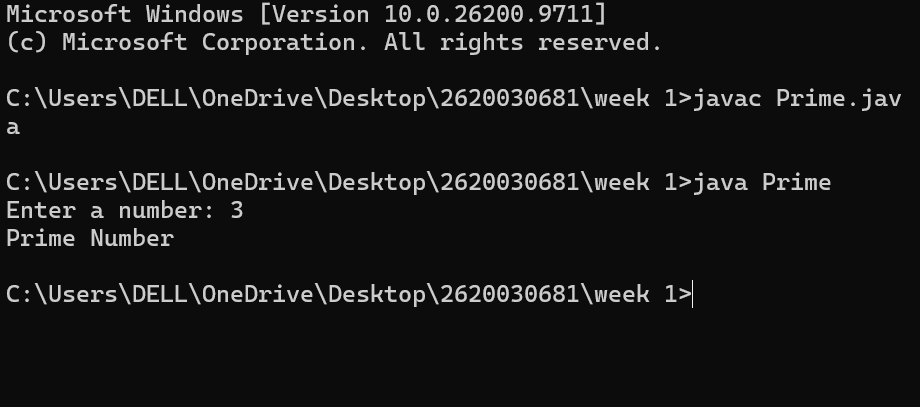 Microsoft Windows [Version 10.0.26200.9711]
(c) Microsoft Corporation. All rights reserved.
C:\Users\DELL\OneDrive\Desktop\2620030681\week 1>javac Prime.jav
a
C:\Users\DELL\OneDrive\Desktop\2620030681\week 1>java Prime
Enter a number: 3
Prime Number
C:\Users\DELL\OneDrive\Desktop\2620030681\week 1>